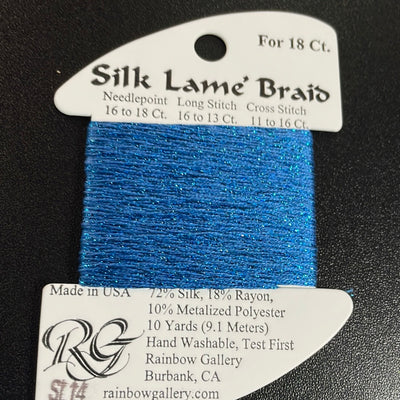 For 18 Ct.
Silk Lamé Braid
Needlepoint Long Stitch Cross Stitch
16 to 18 Ct. 16 to 13 Ct. 11 to 16 Ct.
Made in USA 72% Silk, 18% Rayon,
10% Metalized Polyester
10 Yards (9.1 Meters)
RG Hand Washable, Test First
Rainbow Gallery
Burbank, CA
St 14 rainbowgallery.com